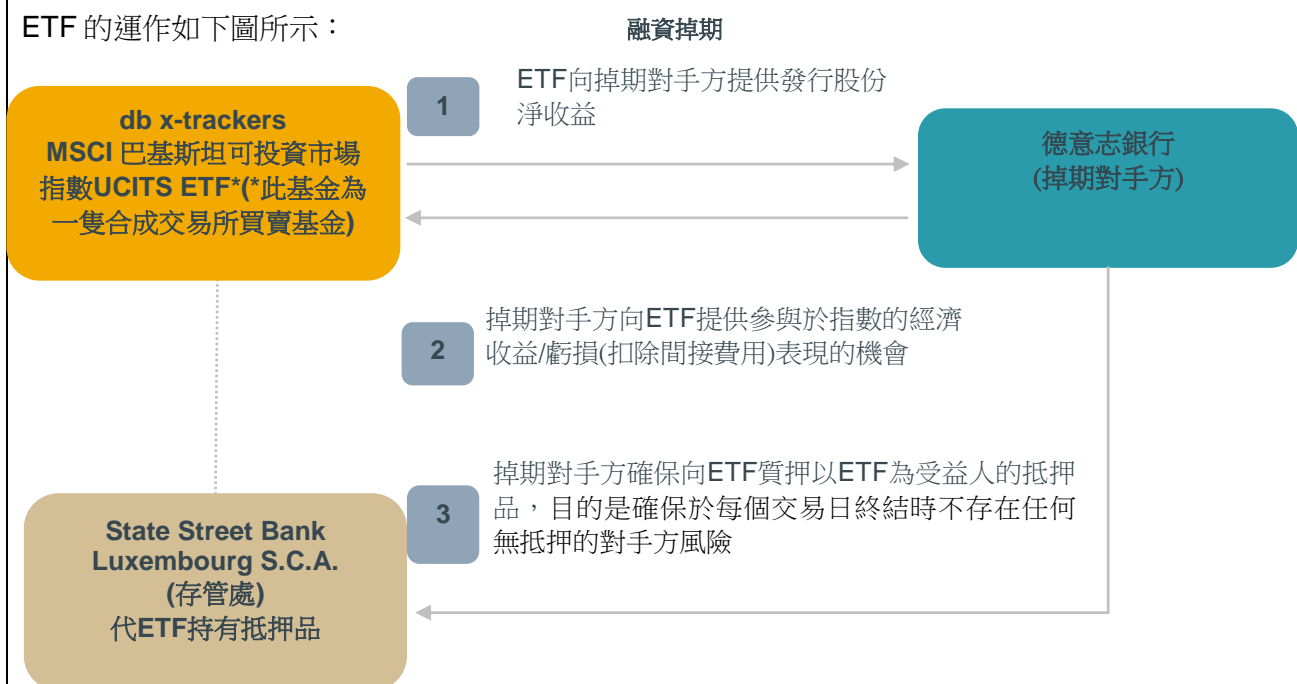 ETF 的運作如下圖所示：
融資掉期
1
ETF向掉期對手方提供發行股份
淨收益
db x-trackers
MSCI 巴基斯坦可投資市場
指數UCITS ETF*(*此基金為
一隻合成交易所買賣基金)
德意志銀行
(掉期對手方)
2
掉期對手方向ETF提供參與於指數的經濟
收益/虧損(扣除間接費用)表現的機會
3
掉期對手方確保向ETF質押以ETF為受益人的抵押
品，目的是確保於每個交易日終結時不存在任何
無抵押的對手方風險
State Street Bank
Luxembourg S.C.A.
(存管處)
代ETF持有抵押品